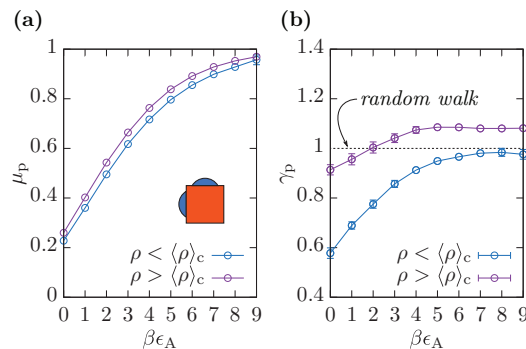 (a)
1
0.8
0.6
0.4
0.2
0
μp
ρ < ⟨ρ⟩c
ρ > ⟨ρ⟩c
0 1 2 3 4 5 6 7 8 9
βϵA
(b)
1.4
1.2
1
0.8
0.6
0.4
γp
random walk
ρ < ⟨ρ⟩c
ρ > ⟨ρ⟩c
0 1 2 3 4 5 6 7 8 9
βϵA